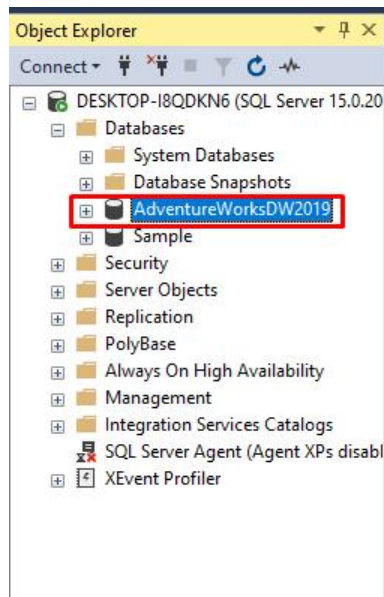 Object Explorer
Connect
DESKTOP-I8QDKN6 (SQL Server 15.0.20
Databases
System Databases
Database Snapshots
AdventureWorksDW2019
Sample
Security
Server Objects
Replication
PolyBase
Always On High Availability
Management
Integration Services Catalogs
SQL Server Agent (Agent XPs disabl
XEvent Profiler